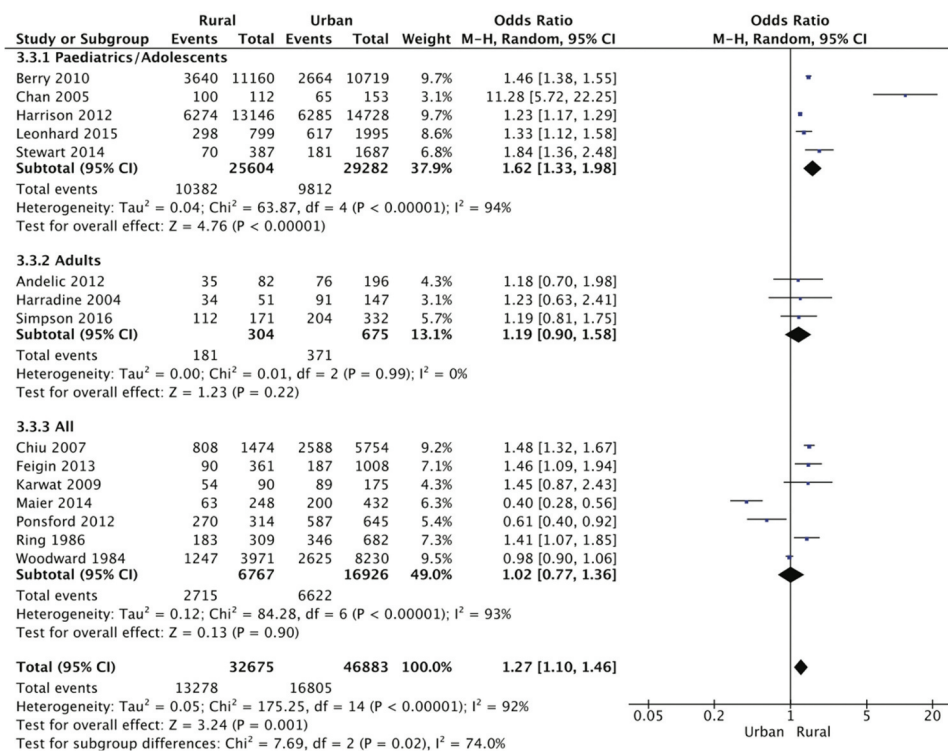 Rural Urban Odds Ratio Odds Ratio
Study or Subgroup Events Total Events Total Weight M-H, Random, 95% CI M-H, Random, 95% CI
3.3.1 Paediatrics/Adolescents
Berry 2010 3640 11160 2664 10719 9.7% 1.46 [1.38, 1.55]
Chan 2005 100 112 65 153 3.1% 11.28 [5.72, 22.25]
Harrison 2012 6274 13146 6285 14728 9.7% 1.23 [1.17, 1.29]
Leonhard 2015 298 799 617 1995 8.6% 1.33 [1.12, 1.58]
Stewart 2014 70 387 181 1687 6.8% 1.84 [1.36, 2.48]
Subtotal (95% CI) 25604 29282 37.9% 1.62 [1.33, 1.98]
Total events 10382 9812
Heterogeneity: Tau² = 0.04; Chi² = 63.87, df = 4 (P < 0.00001); I² = 94%
Test for overall effect: Z = 4.76 (P < 0.00001)
3.3.2 Adults
Andelic 2012 35 82 76 196 4.3% 1.18 [0.70, 1.98]
Harradine 2004 34 51 91 147 3.1% 1.23 [0.63, 2.41]
Simpson 2016 112 171 204 332 5.7% 1.19 [0.81, 1.75]
Subtotal (95% CI) 304 675 13.1% 1.19 [0.90, 1.58]
Total events 181 371
Heterogeneity: Tau² = 0.00; Chi² = 0.01, df = 2 (P = 0.99); I² = 0%
Test for overall effect: Z = 1.23 (P = 0.22)
3.3.3 All
Chiu 2007 808 1474 2588 5754 9.2% 1.48 [1.32, 1.67]
Feigin 2013 90 361 187 1008 7.1% 1.46 [1.09, 1.94]
Karwat 2009 54 90 89 175 4.3% 1.45 [0.87, 2.43]
Maier 2014 63 248 200 432 6.3% 0.40 [0.28, 0.56]
Ponsford 2012 270 314 587 645 5.4% 0.61 [0.40, 0.92]
Ring 1986 183 309 346 682 7.3% 1.41 [1.07, 1.85]
Woodward 1984 1247 3971 2625 8230 9.5% 0.98 [0.90, 1.06]
Subtotal (95% CI) 6767 16926 49.0% 1.02 [0.77, 1.36]
Total events 2715 6622
Heterogeneity: Tau² = 0.12; Chi² = 84.28, df = 6 (P < 0.00001); I² = 93%
Test for overall effect: Z = 0.13 (P = 0.90)
Total (95% CI) 32675 46883 100.0% 1.27 [1.10, 1.46]
Total events 13278 16805
Heterogeneity: Tau² = 0.05; Chi² = 175.25, df = 14 (P < 0.00001); I² = 92%
Test for overall effect: Z = 3.24 (P = 0.001)
Test for subgroup differences: Chi² = 7.69, df = 2 (P = 0.02), I² = 74.0%
0.05 0.2 1 5 20
Urban Rural